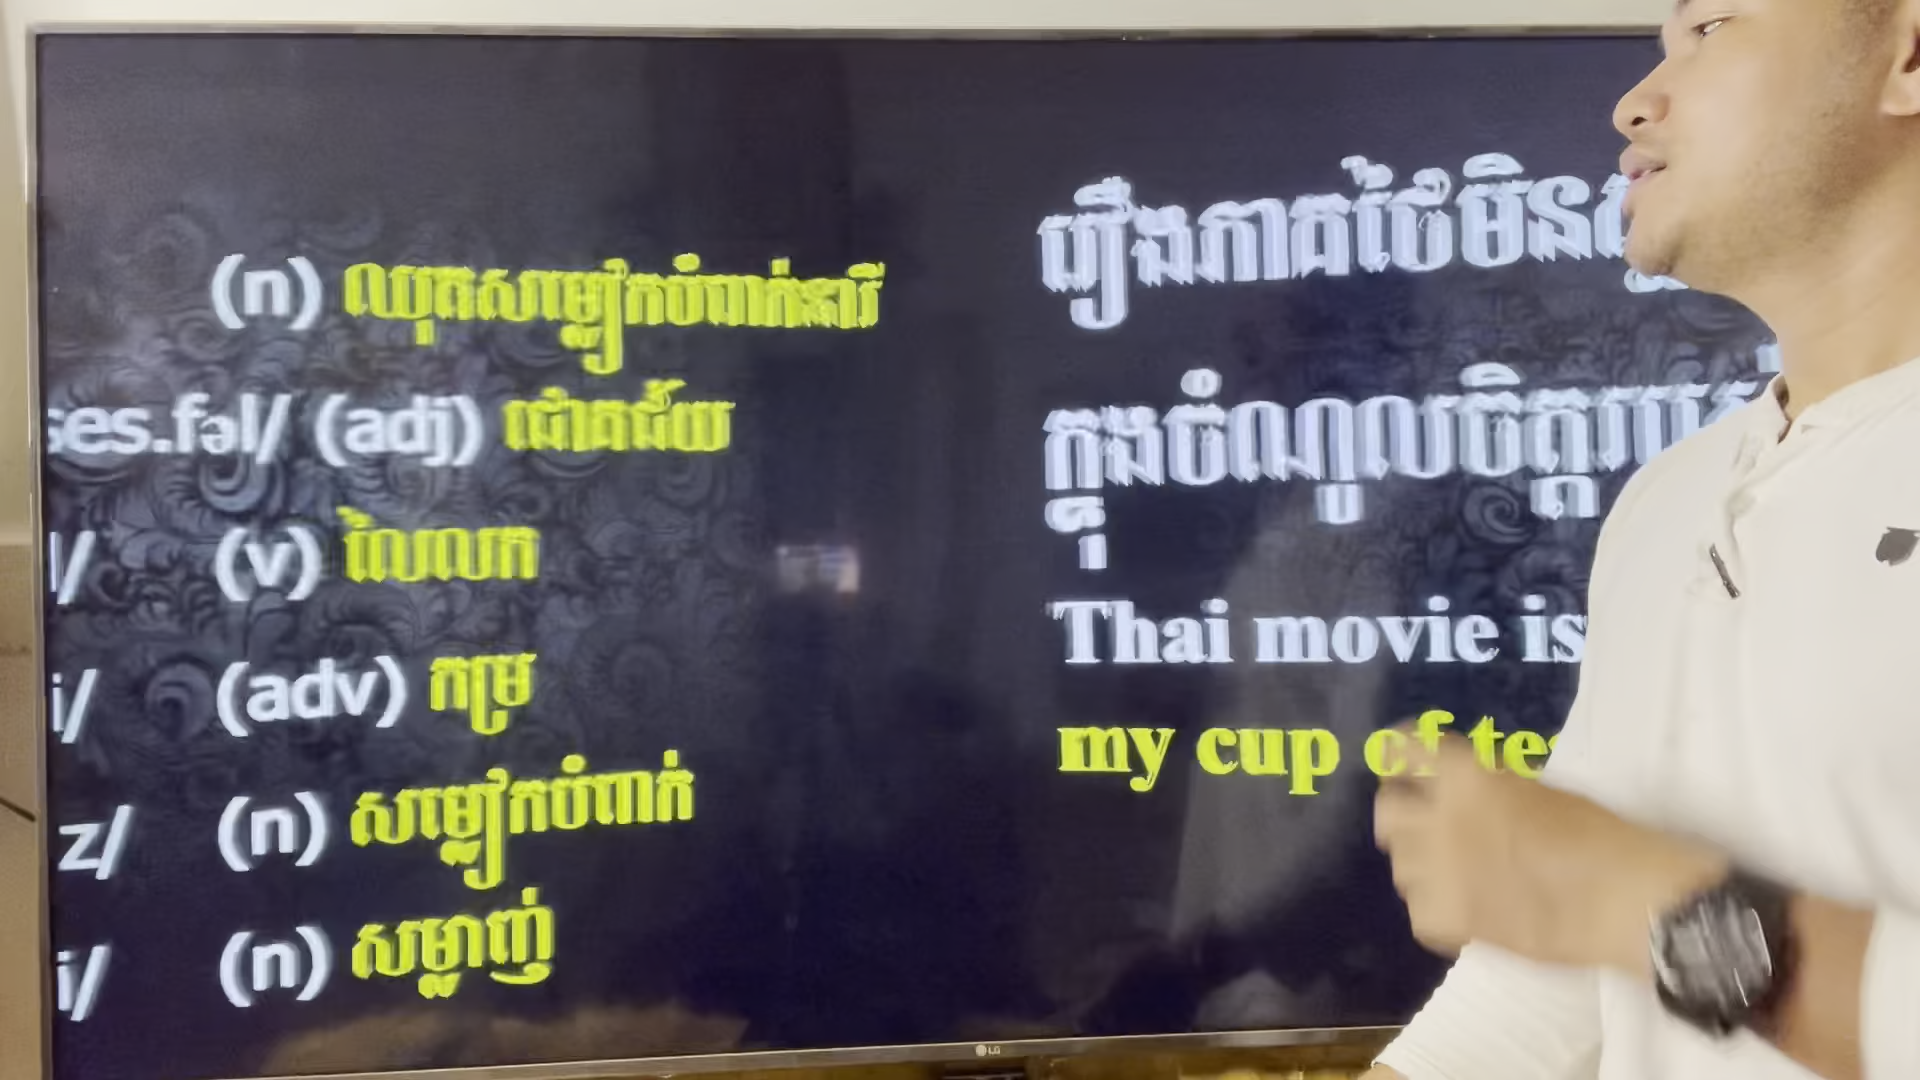 (n) ឈុតសម្លៀកបំពាក់នារី
ses.fəl/ (adj) ជោគជ័យ
/ (v) លៃលក
i/ (adv) កម្រ
z/ (n) សម្លៀកបំពាក់
i/ (n) សម្លាញ់
រឿងភាគថៃមិន
ក្នុងចំណូលចិត្ត
Thai movie is
my cup of tea
LG